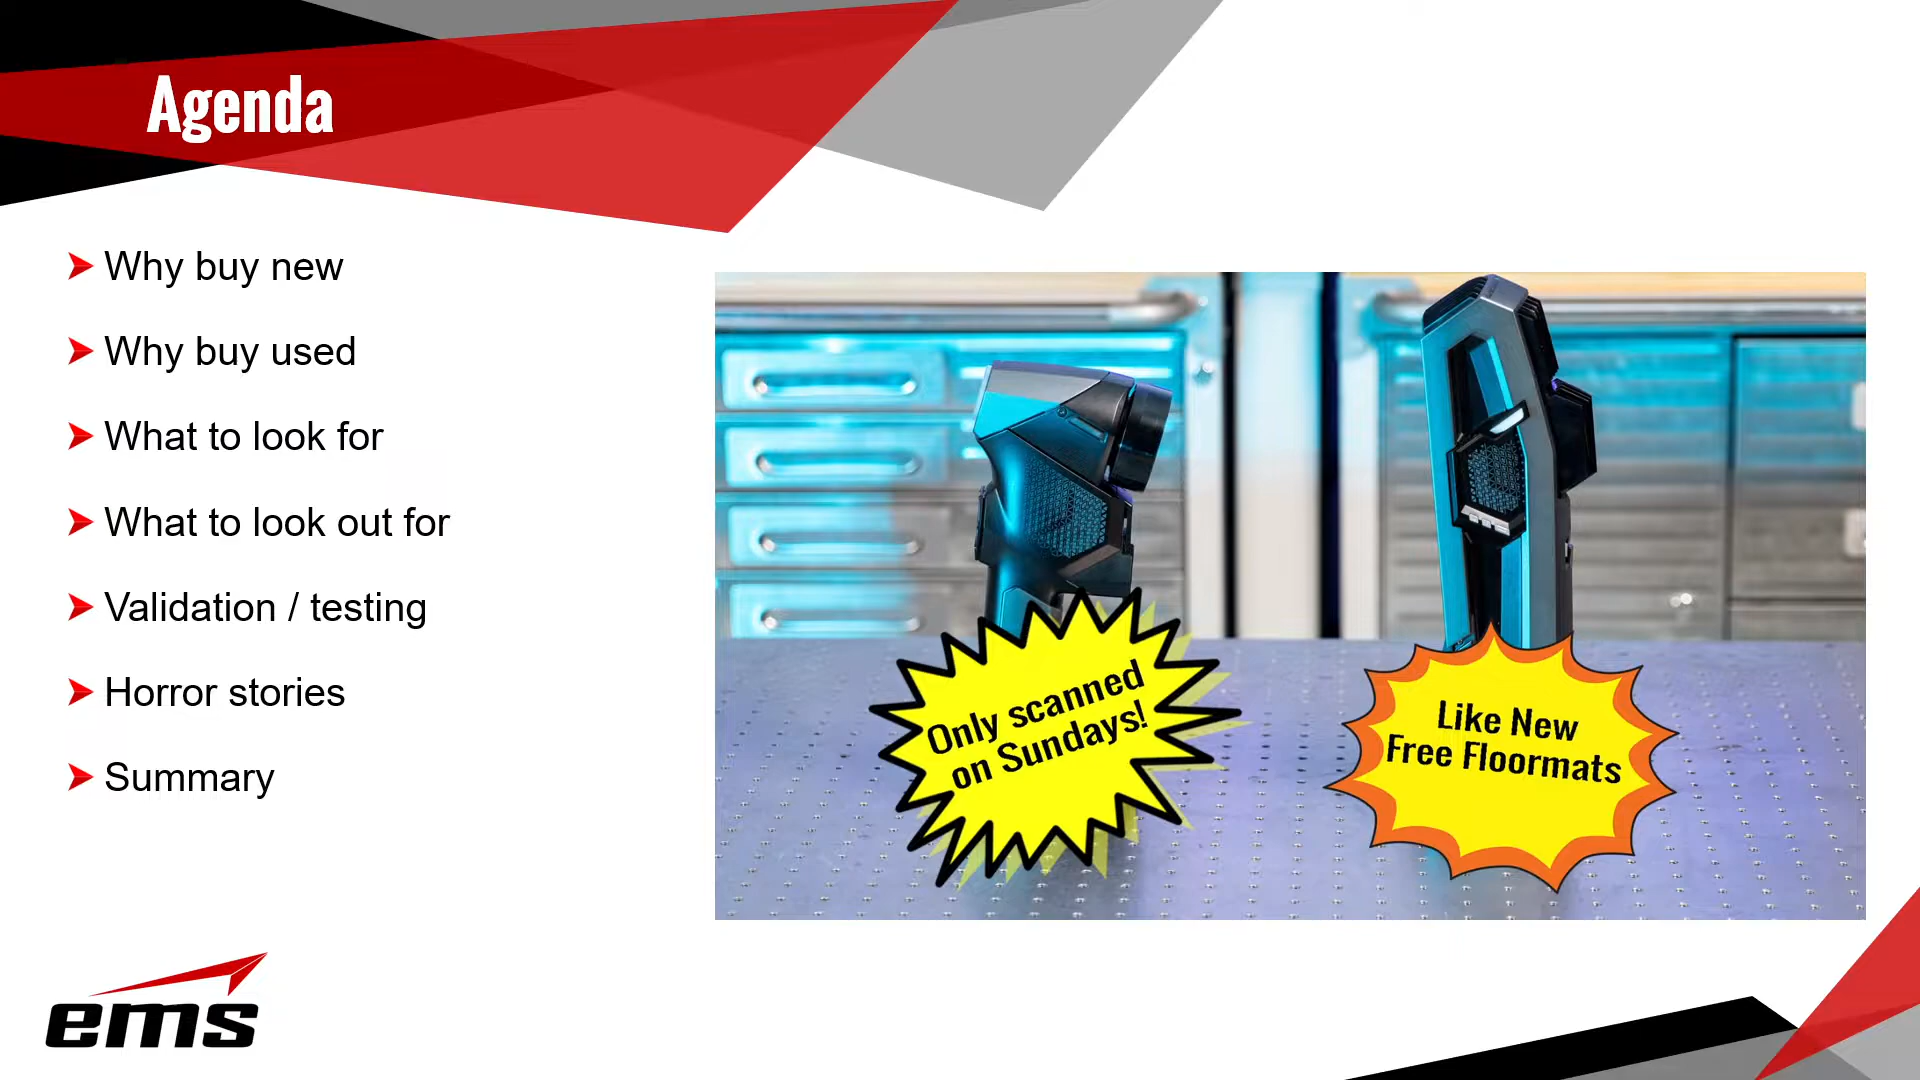 Agenda
Why buy new
Why buy used
What to look for
What to look out for
Validation / testing
Horror stories
Summary
Only scanned
on Sundays!
Like New
Free Floormats
ems